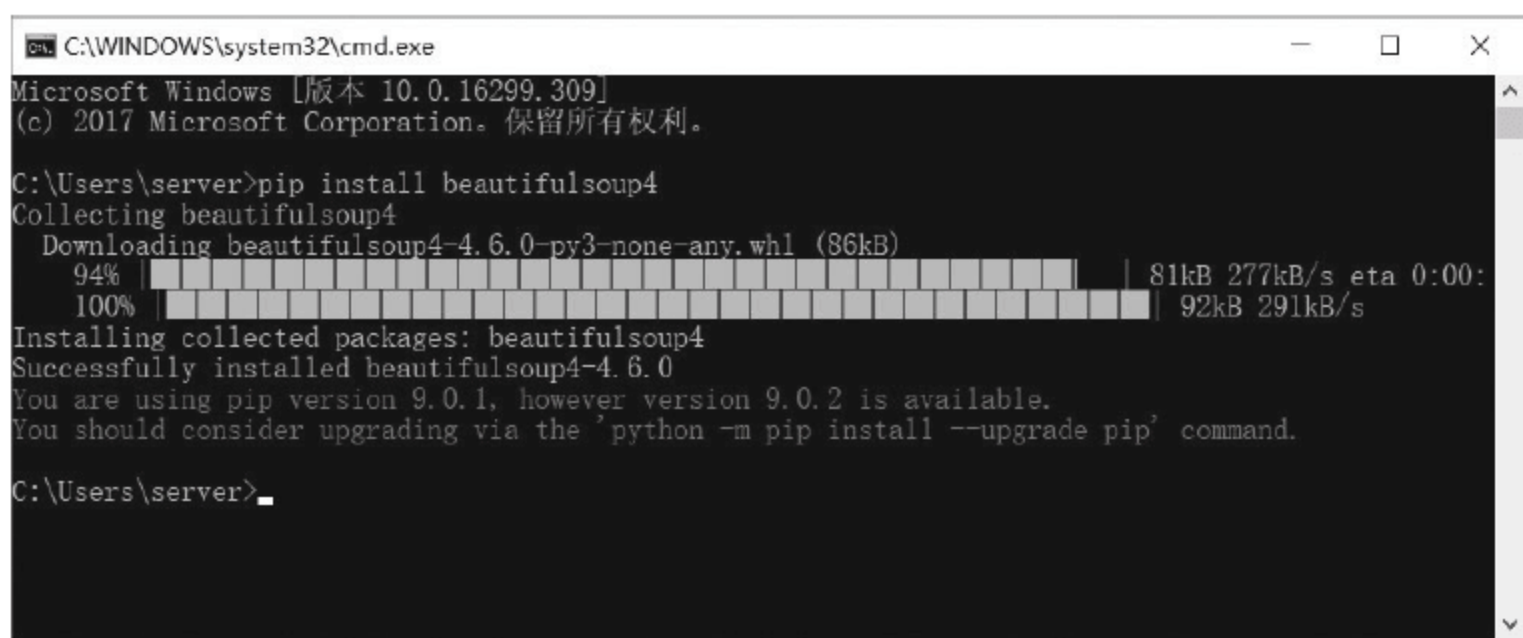 C:\WINDOWS\system32\cmd.exe
Microsoft Windows [版本 10.0.16299.309]
(c) 2017 Microsoft Corporation。保留所有权利。
C:\Users\server>pip install beautifulsoup4
Collecting beautifulsoup4
Downloading beautifulsoup4-4.6.0-py3-none-any.whl (86kB)
94% | | 81kB 277kB/s eta 0:00:
100% | | 92kB 291kB/s
Installing collected packages: beautifulsoup4
Successfully installed beautifulsoup4-4.6.0
You are using pip version 9.0.1, however version 9.0.2 is available.
You should consider upgrading via the 'python -m pip install --upgrade pip' command.
C:\Users\server>